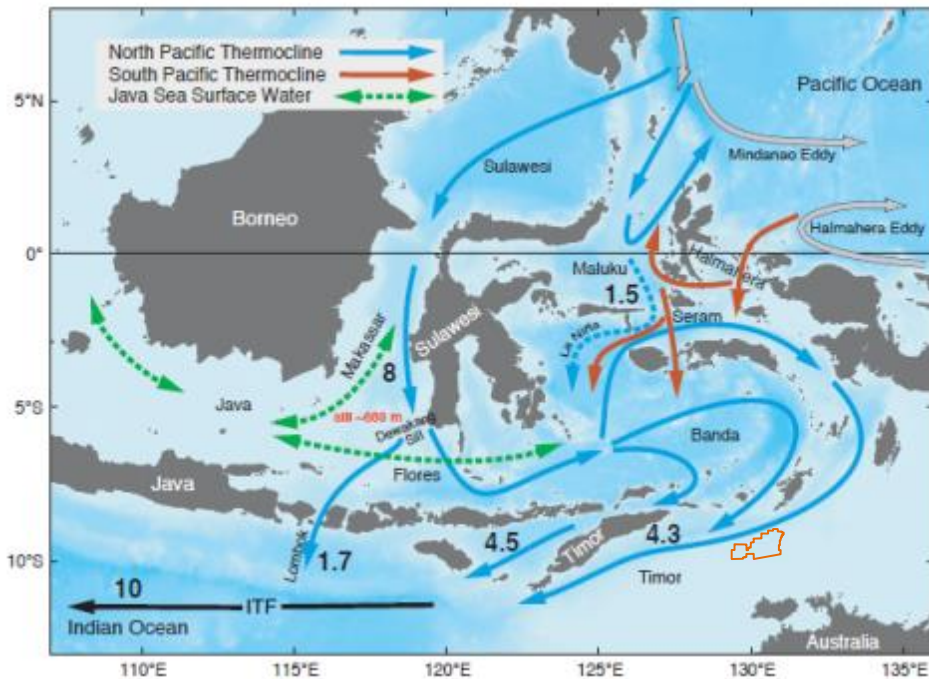 North Pacific Thermocline
South Pacific Thermocline
Java Sea Surface Water
Pacific Ocean
5°N
Mindanao Eddy
Sulawesi
Borneo
Halmahera Eddy
0°
Maluku
Halmahera
1.5
Seram
Sulawesi
Makassar
La Niña
8
Java
5°S
sill ~680 m
Dewakang
Sill
Banda
Flores
Java
4.5
Timor
4.3
10°S
Lombok
1.7
Timor
10
ITF
Indian Ocean
Australia
110°E
115°E
120°E
125°E
130°E
135°E